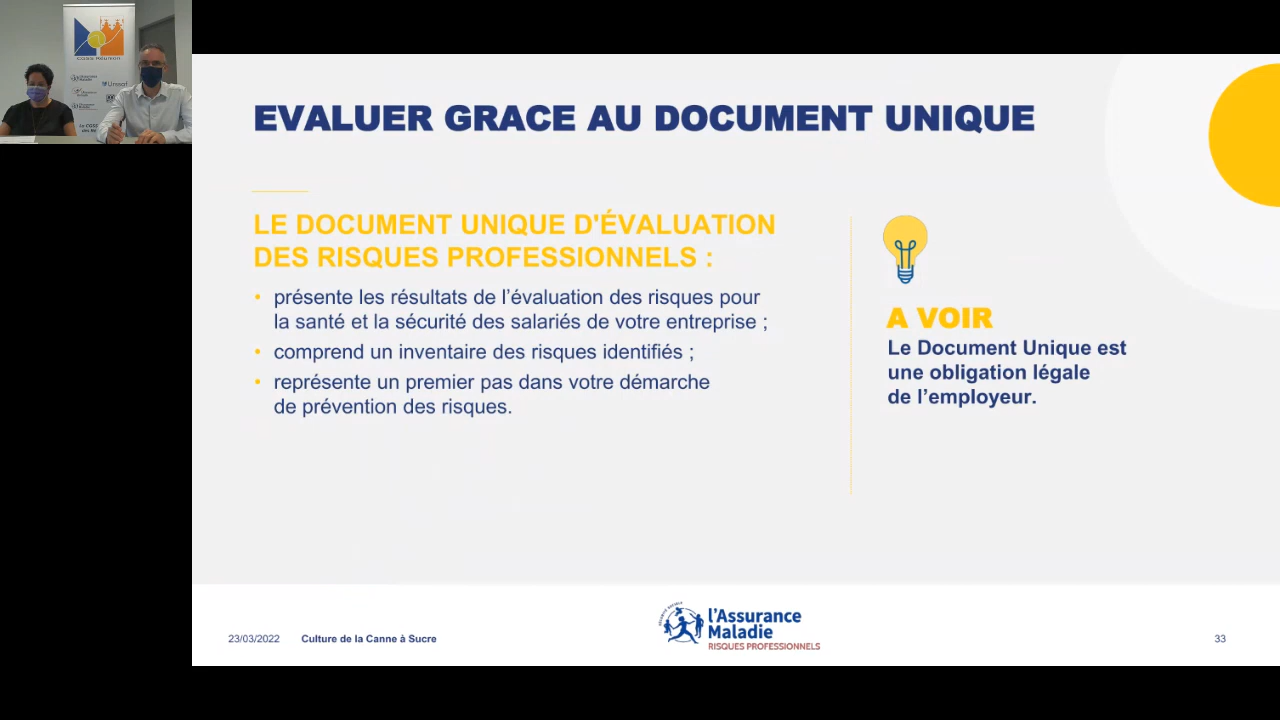 CGSS Réunion
EVALUER GRACE AU DOCUMENT UNIQUE
LE DOCUMENT UNIQUE D'ÉVALUATION
DES RISQUES PROFESSIONNELS :
• présente les résultats de l’évaluation des risques pour
la santé et la sécurité des salariés de votre entreprise ;
• comprend un inventaire des risques identifiés ;
• représente un premier pas dans votre démarche
de prévention des risques.
A VOIR
Le Document Unique est
une obligation légale
de l’employeur.
23/03/2022 Culture de la Canne à Sucre
l’Assurance
Maladie
RISQUES PROFESSIONNELS
33